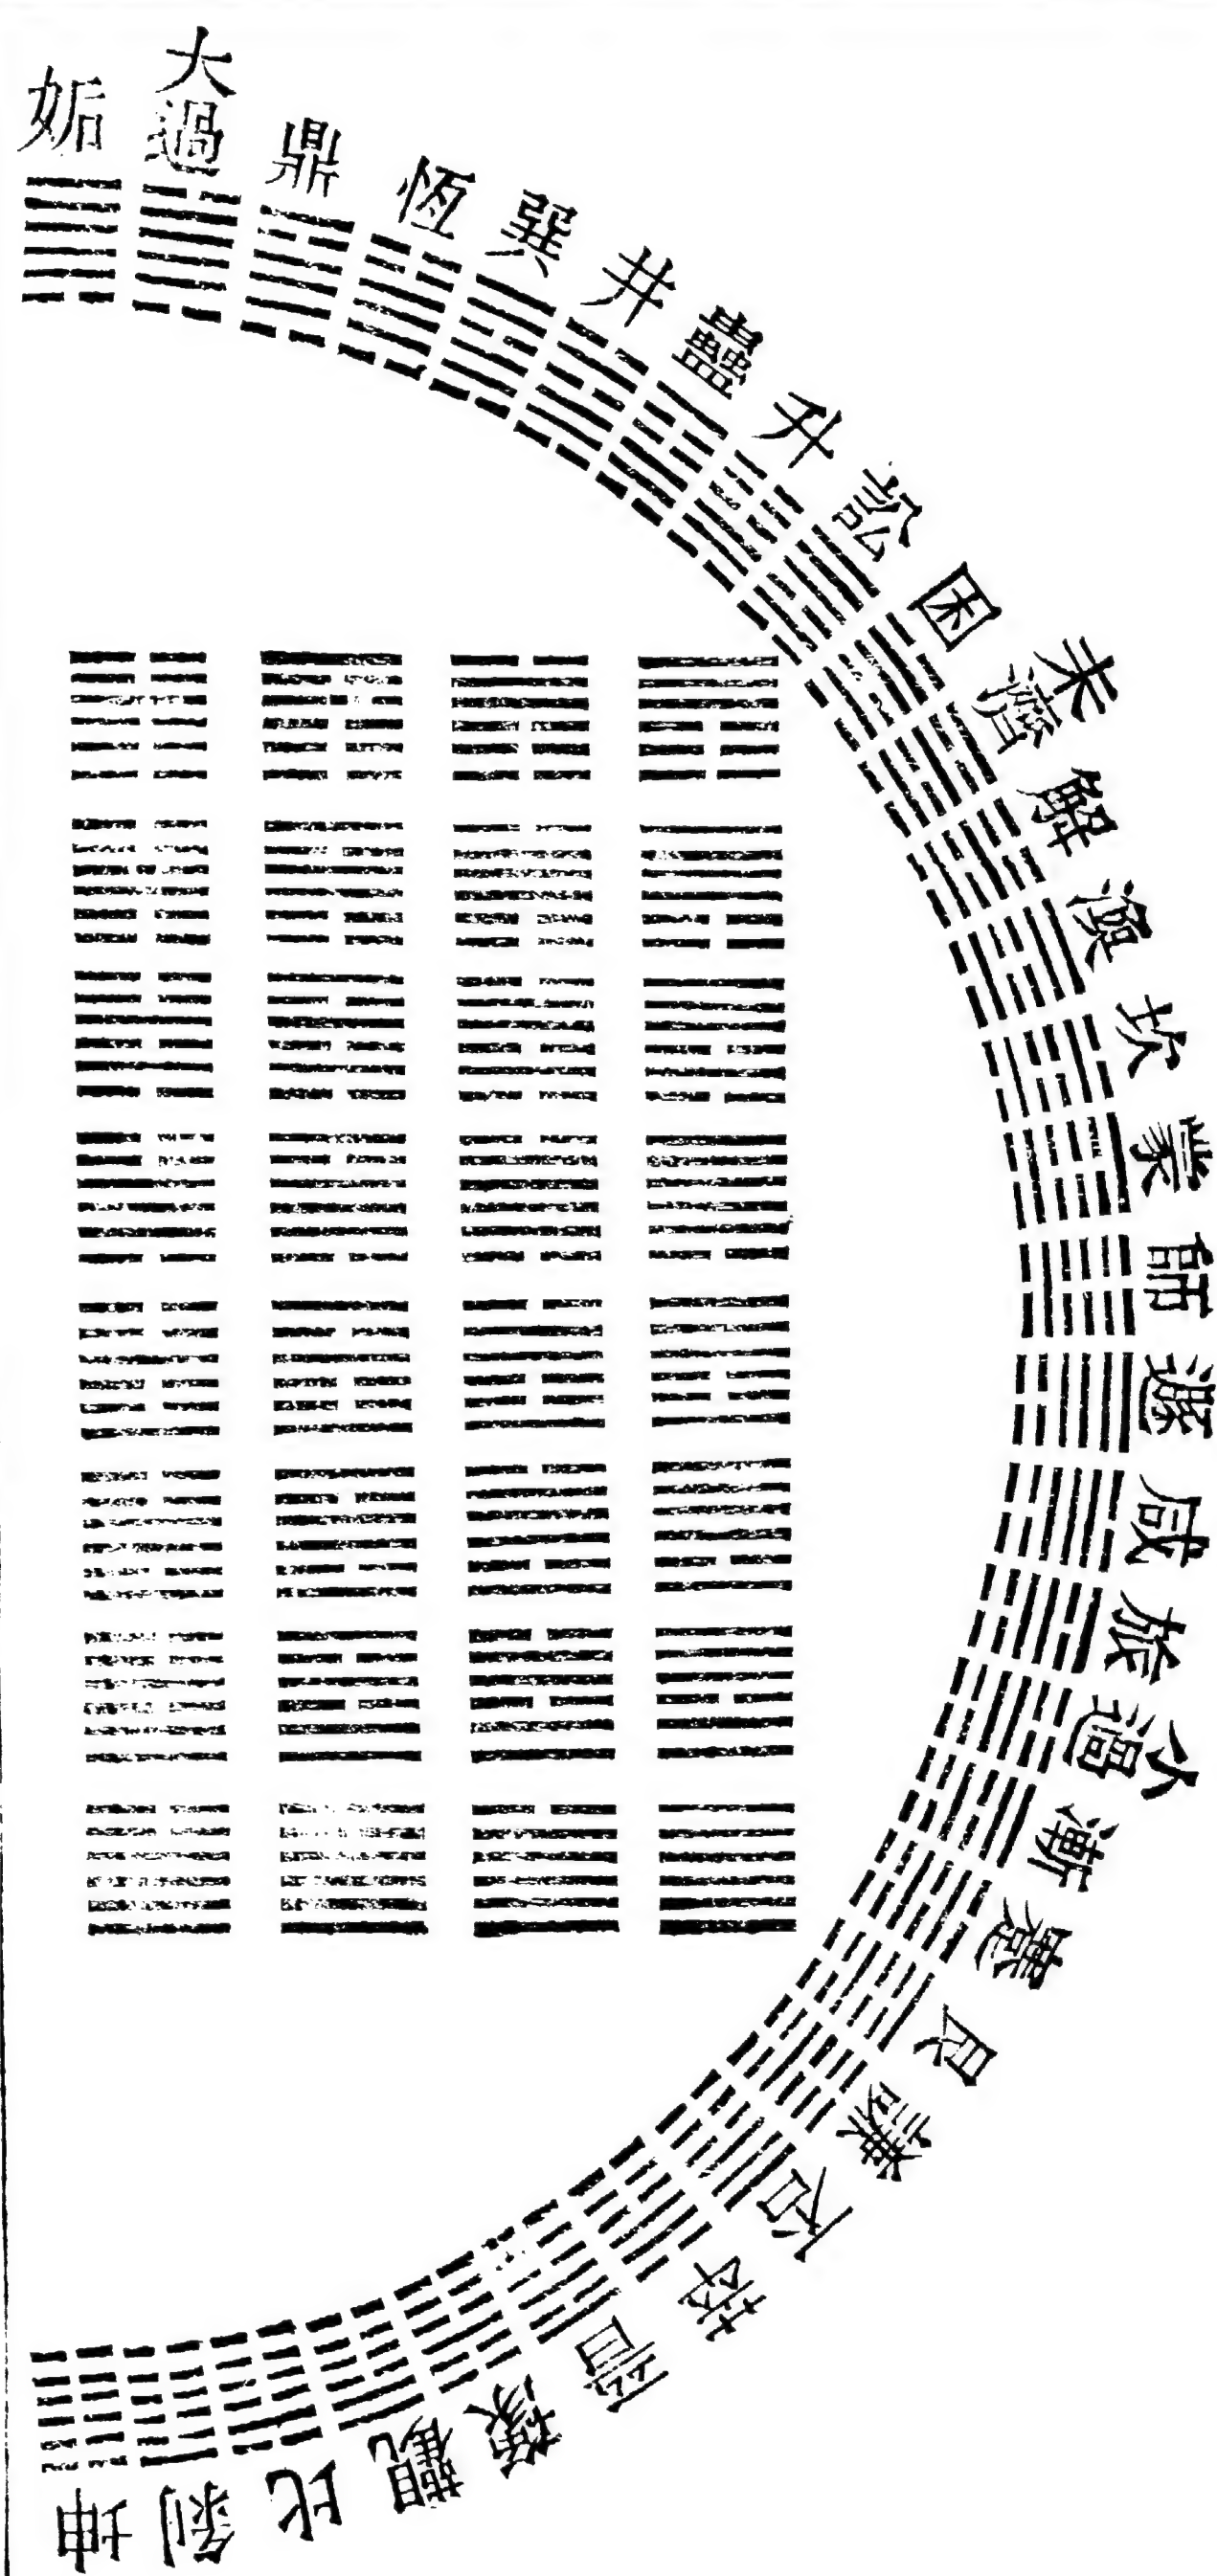 姤
大過
鼎
恆
巽
井
蠱
升
訟
困
未濟
解
渙
坎
蒙
師
遯
咸
旅
小過
漸
蹇
艮
謙
否
萃
晉
豫
觀
比
剝
坤